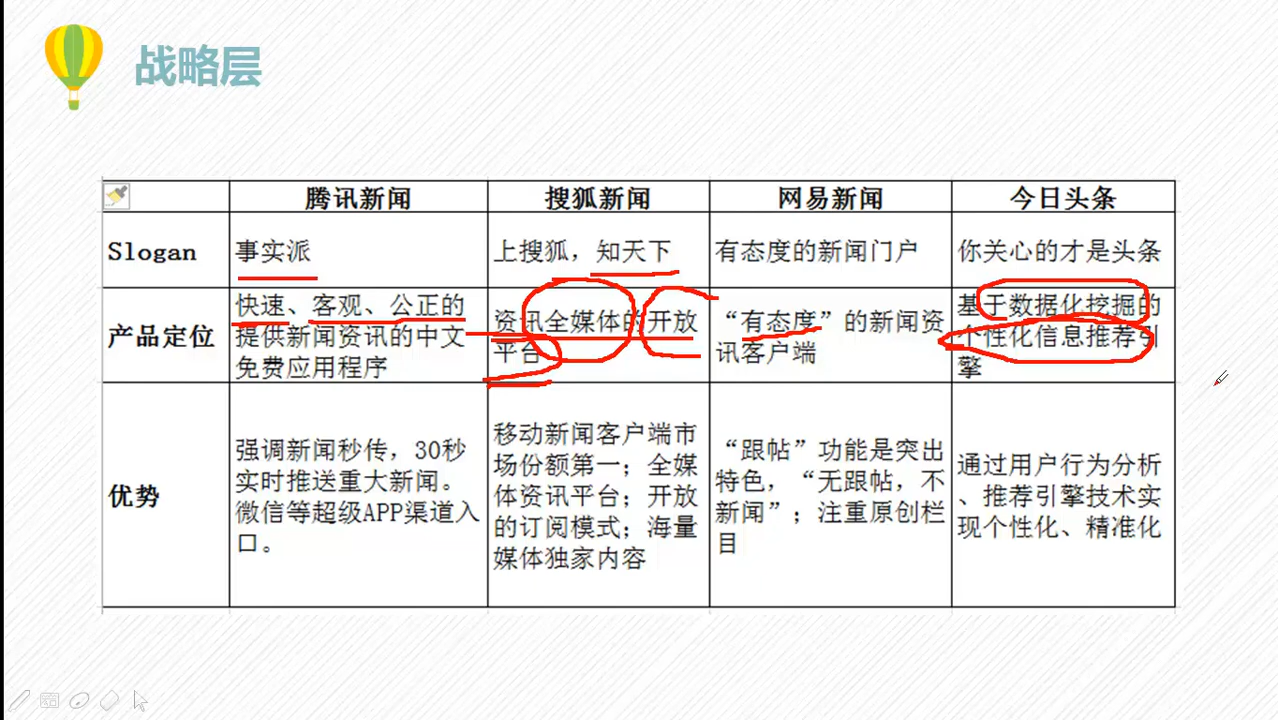 战略层
腾讯新闻 搜狐新闻 网易新闻 今日头条
Slogan 事实派 上搜狐，知天下 有态度的新闻门户 你关心的才是头条
产品定位
快速、客观、公正的
提供新闻资讯的中文
免费应用程序
资讯全媒体的开放
平台
“有态度”的新闻资
讯客户端
基于数据化挖掘的
个性化信息推荐引
擎
优势
强调新闻秒传，30秒
实时推送重大新闻。
微信等超级APP渠道入
口。
移动新闻客户端市
场份额第一；全媒
体资讯平台；开放
的订阅模式；海量
媒体独家内容
“跟帖”功能是突出
特色，“无跟帖，不
新闻”；注重原创栏
目
通过用户行为分析
、推荐引擎技术实
现个性化、精准化